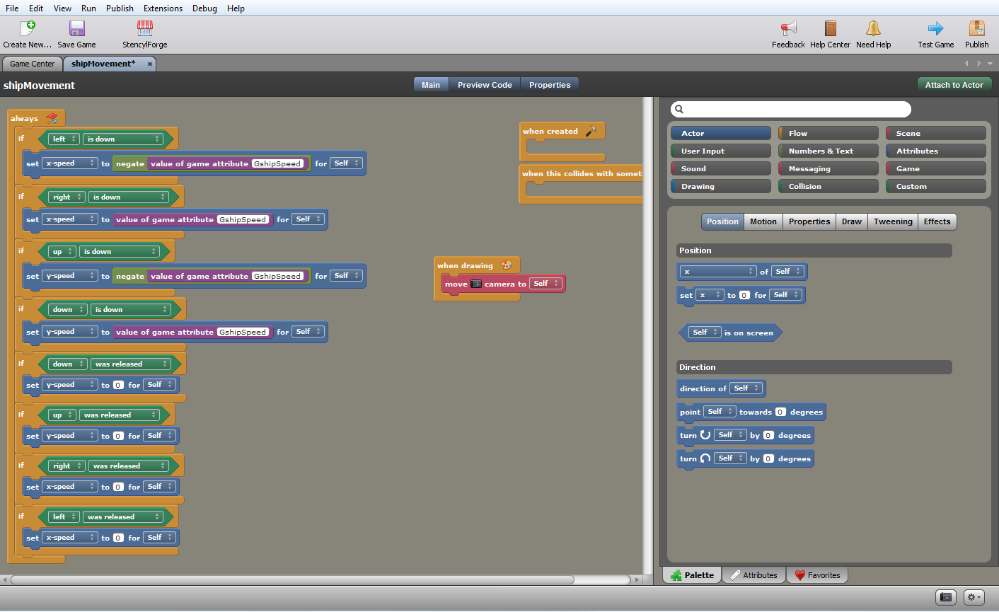 File Edit View Run Publish Extensions Debug Help
Create New... Save Game StencylForge Feedback Help Center Need Help Test Game Publish
Game Center shipMovement* ×
shipMovement Main Preview Code Properties Attach to Actor
always
if left is down
set x-speed to negate value of game attribute GshipSpeed for Self
if right is down
set x-speed to value of game attribute GshipSpeed for Self
if up is down
set y-speed to negate value of game attribute GshipSpeed for Self
if down is down
set y-speed to value of game attribute GshipSpeed for Self
if down was released
set y-speed to 0 for Self
if up was released
set y-speed to 0 for Self
if right was released
set x-speed to 0 for Self
if left was released
set x-speed to 0 for Self
when created
when this collides with somet
when drawing
move camera to Self
Actor Flow Scene
User Input Numbers & Text Attributes
Sound Messaging Game
Drawing Collision Custom
Position Motion Properties Draw Tweening Effects
Position
x of Self
set x to 0 for Self
Self is on screen
Direction
direction of Self
point Self towards 0 degrees
turn Self by 0 degrees
turn Self by 0 degrees
Palette Attributes Favorites